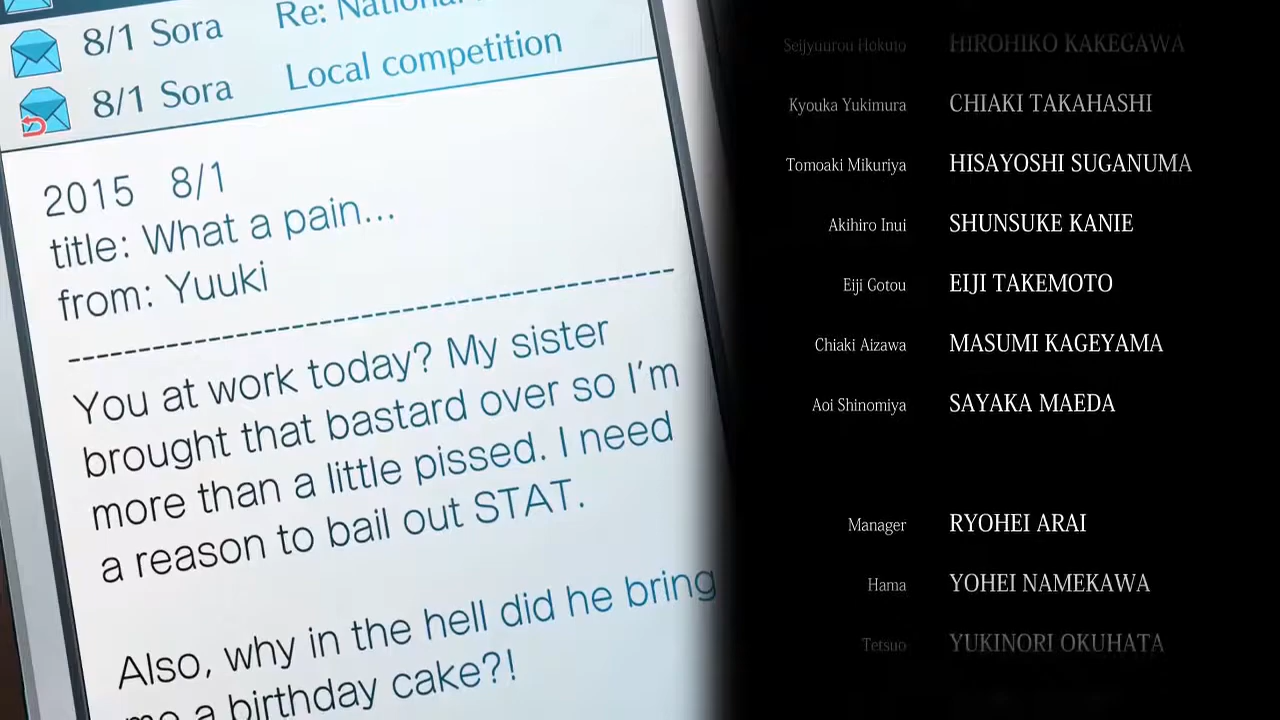 Re: National
8/1 Sora
Local competition
8/1 Sora
2015 8/1
title: What a pain...
from: Yuuki
You at work today? My sister
brought that bastard over so I'm
more than a little pissed. I need
a reason to bail out STAT.
Also, why in the hell did he bring
me a birthday cake?!
Seijyuurou Hokuto HIROHIKO KAKEGAWA
Kyouka Yukimura CHIAKI TAKAHASHI
Tomoaki Mikuriya HISAYOSHI SUGANUMA
Akihiro Inui SHUNSUKE KANIE
Eiji Gotou EIJI TAKEMOTO
Chiaki Aizawa MASUMI KAGEYAMA
Aoi Shinomiya SAYAKA MAEDA
Manager RYOHEI ARAI
Hama YOHEI NAMEKAWA
Tetsuo YUKINORI OKUHATA